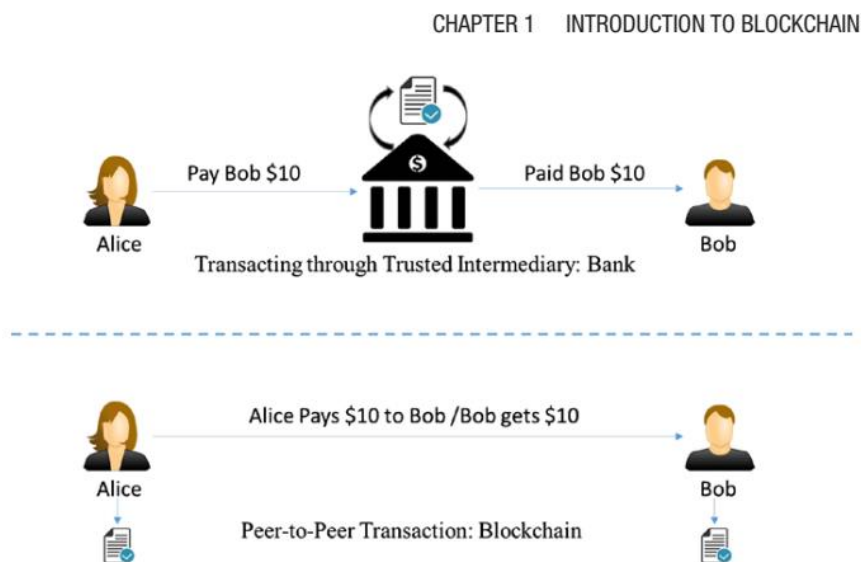 CHAPTER 1 INTRODUCTION TO BLOCKCHAIN
$
Pay Bob $10
Paid Bob $10
Alice
Bob
Transacting through Trusted Intermediary: Bank
Alice Pays $10 to Bob /Bob gets $10
Alice
Bob
Peer-to-Peer Transaction: Blockchain